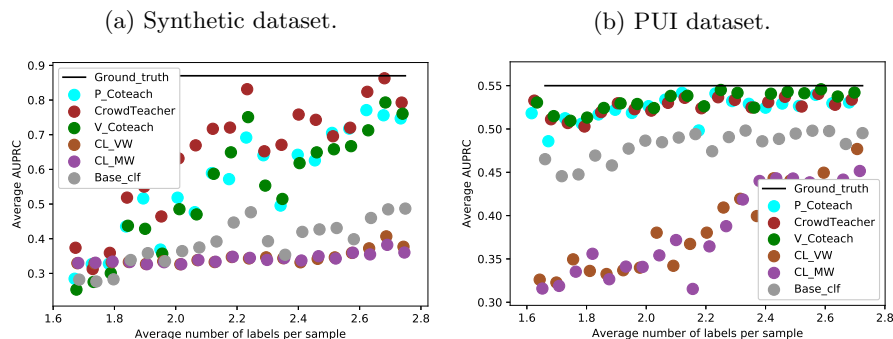 (a) Synthetic dataset.
0.9
0.8
0.7
0.6
0.5
0.4
0.3
Average AUPRC
Ground_truth
P_Coteach
CrowdTeacher
V_Coteach
CL_VW
CL_MW
Base_clf
1.6 1.8 2.0 2.2 2.4 2.6 2.8
Average number of labels per sample
(b) PUI dataset.
0.55
0.50
0.45
0.40
0.35
0.30
Average AUPRC
Ground_truth
P_Coteach
CrowdTeacher
V_Coteach
CL_VW
CL_MW
Base_clf
1.6 1.8 2.0 2.2 2.4 2.6 2.8
Average number of labels per sample